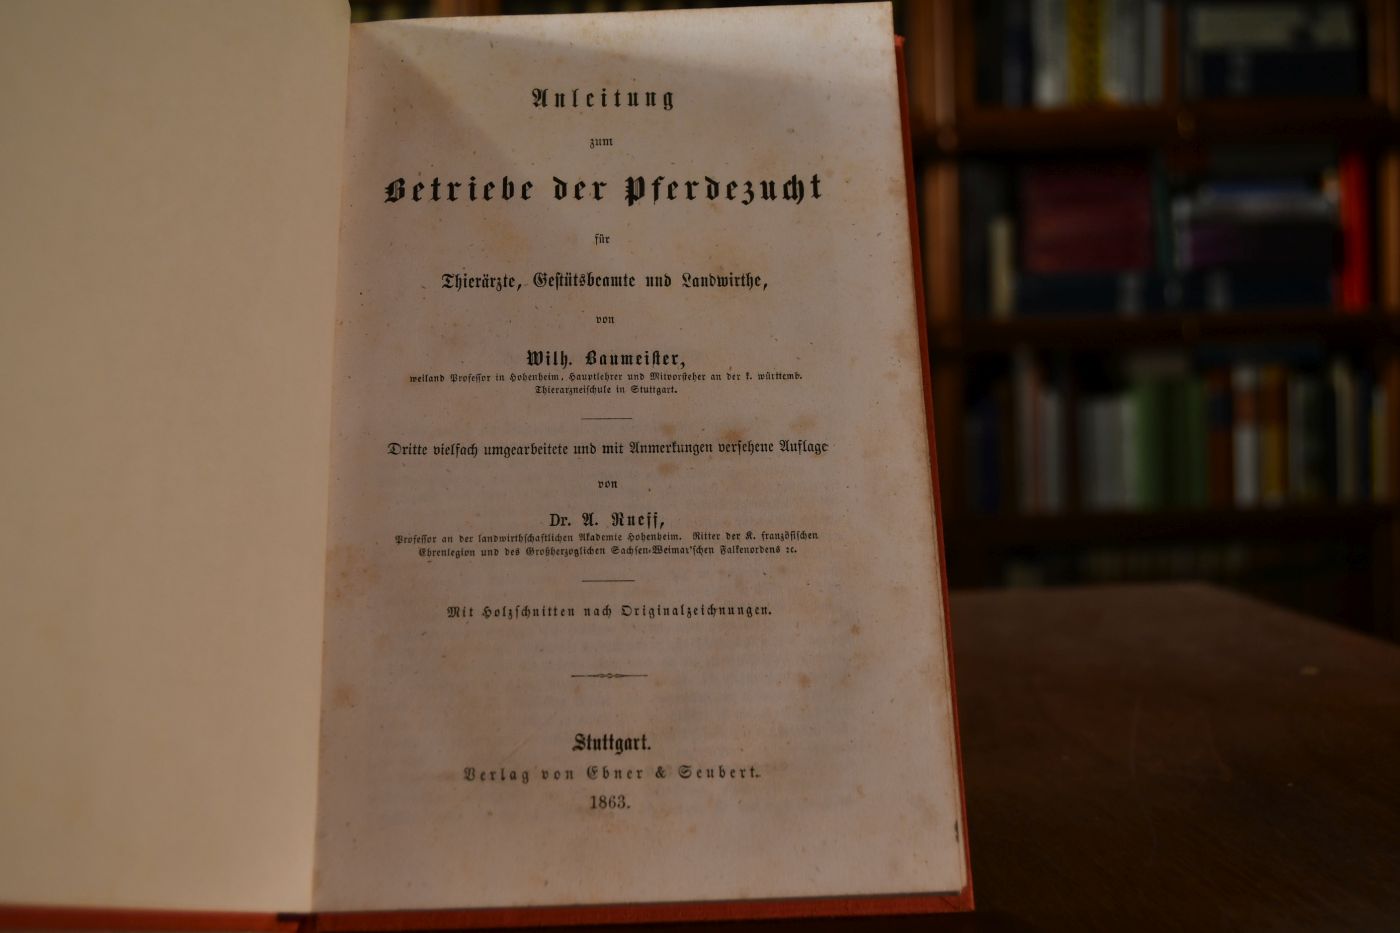 Anleitung
zum
Betriebe der Pferdezucht
für
Thierärzte, Gestütsbeamte und Landwirthe,
von
Wilh. Baumeister,
weiland Professor in Hohenheim, Hauptlehrer und Mitvorsteher an der k. württemb.
Thierarzneischule in Stuttgart.
Dritte vielfach umgearbeitete und mit Anmerkungen versehene Auflage
von
Dr. A. Rueff,
Professor an der landwirthschaftlichen Akademie Hohenheim. Ritter der K. französischen
Ehrenlegion und des Großherzoglichen Sachsen-Weimar'schen Falkenordens ꝛc.
Mit Holzschnitten nach Originalzeichnungen.
Stuttgart.
Verlag von Ebner & Seubert.
1863.